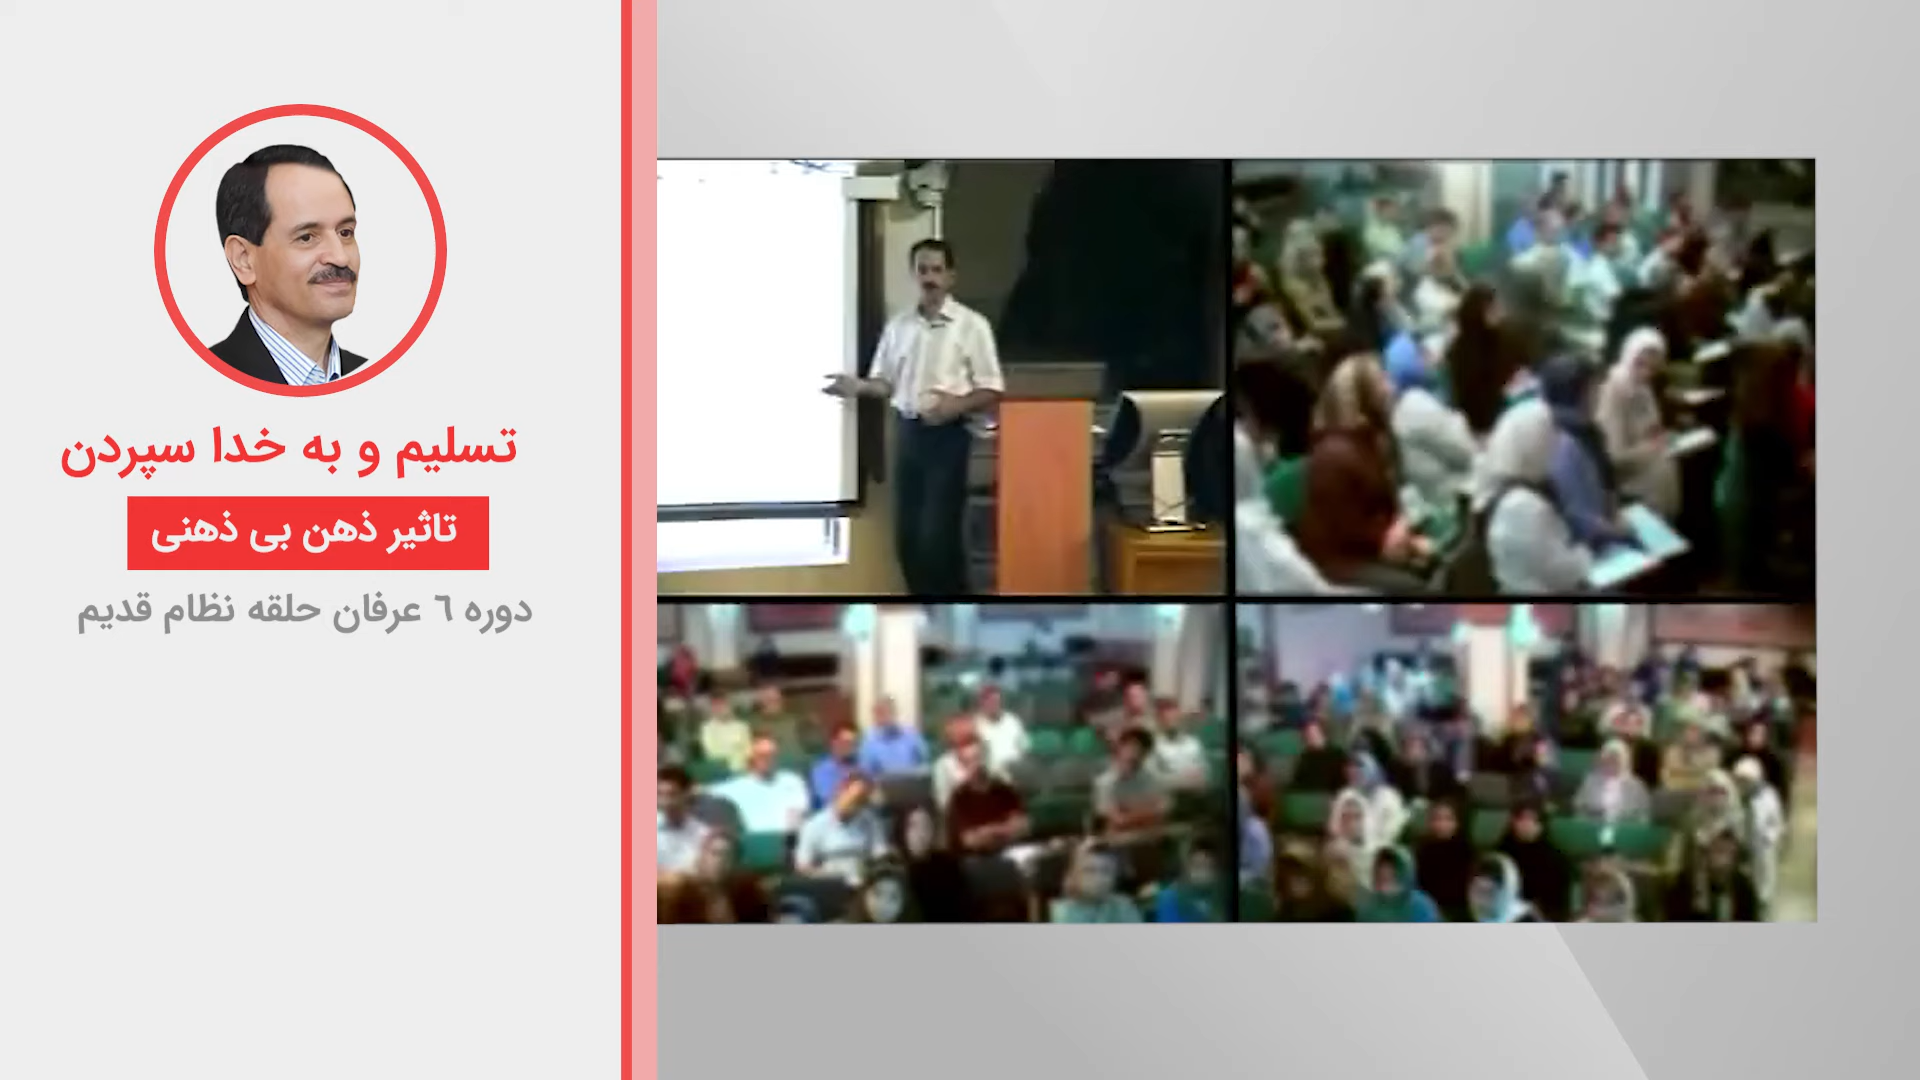 تسلیم و به خدا سپردن
تاثیر ذهن بی ذهنی
دوره ٦ عرفان حلقه نظام قدیم